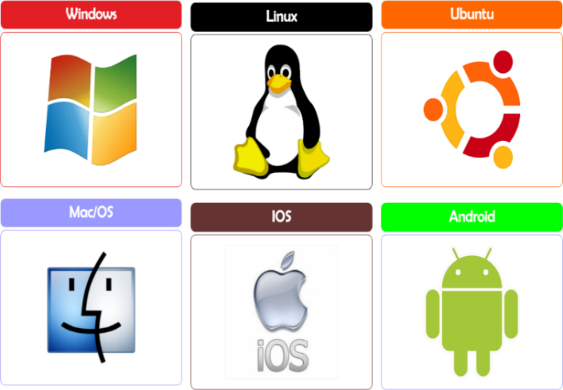 Windows
Linux
Ubuntu
Mac/OS
IOS
Android
iOS